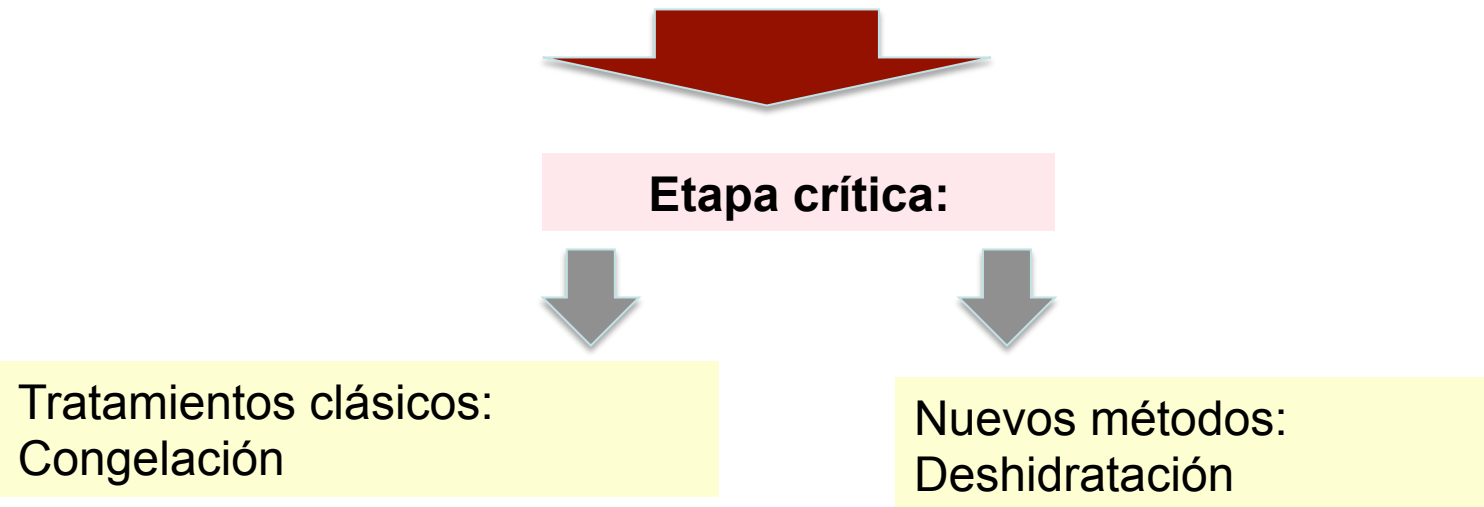 Etapa crítica:
Tratamientos clásicos:
Congelación
Nuevos métodos:
Deshidratación